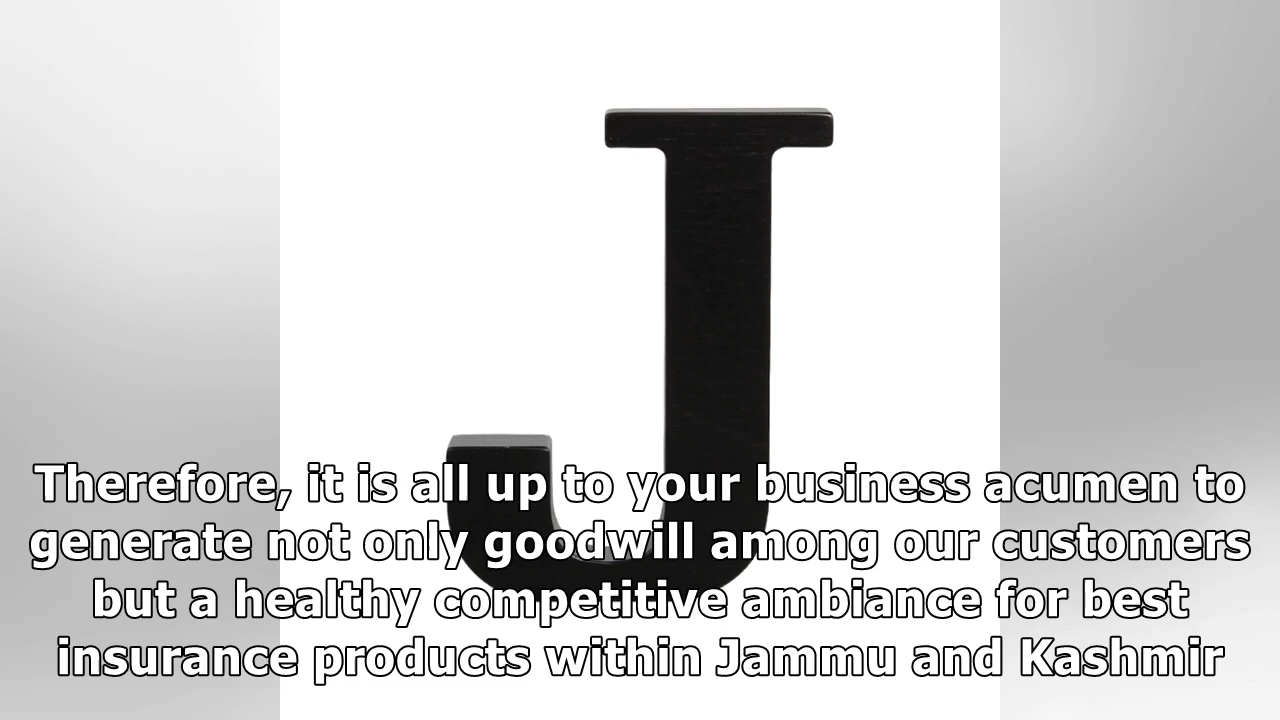 J
Therefore, it is all up to your business acumen to
generate not only goodwill among our customers
but a healthy competitive ambiance for best
insurance products within Jammu and Kashmir